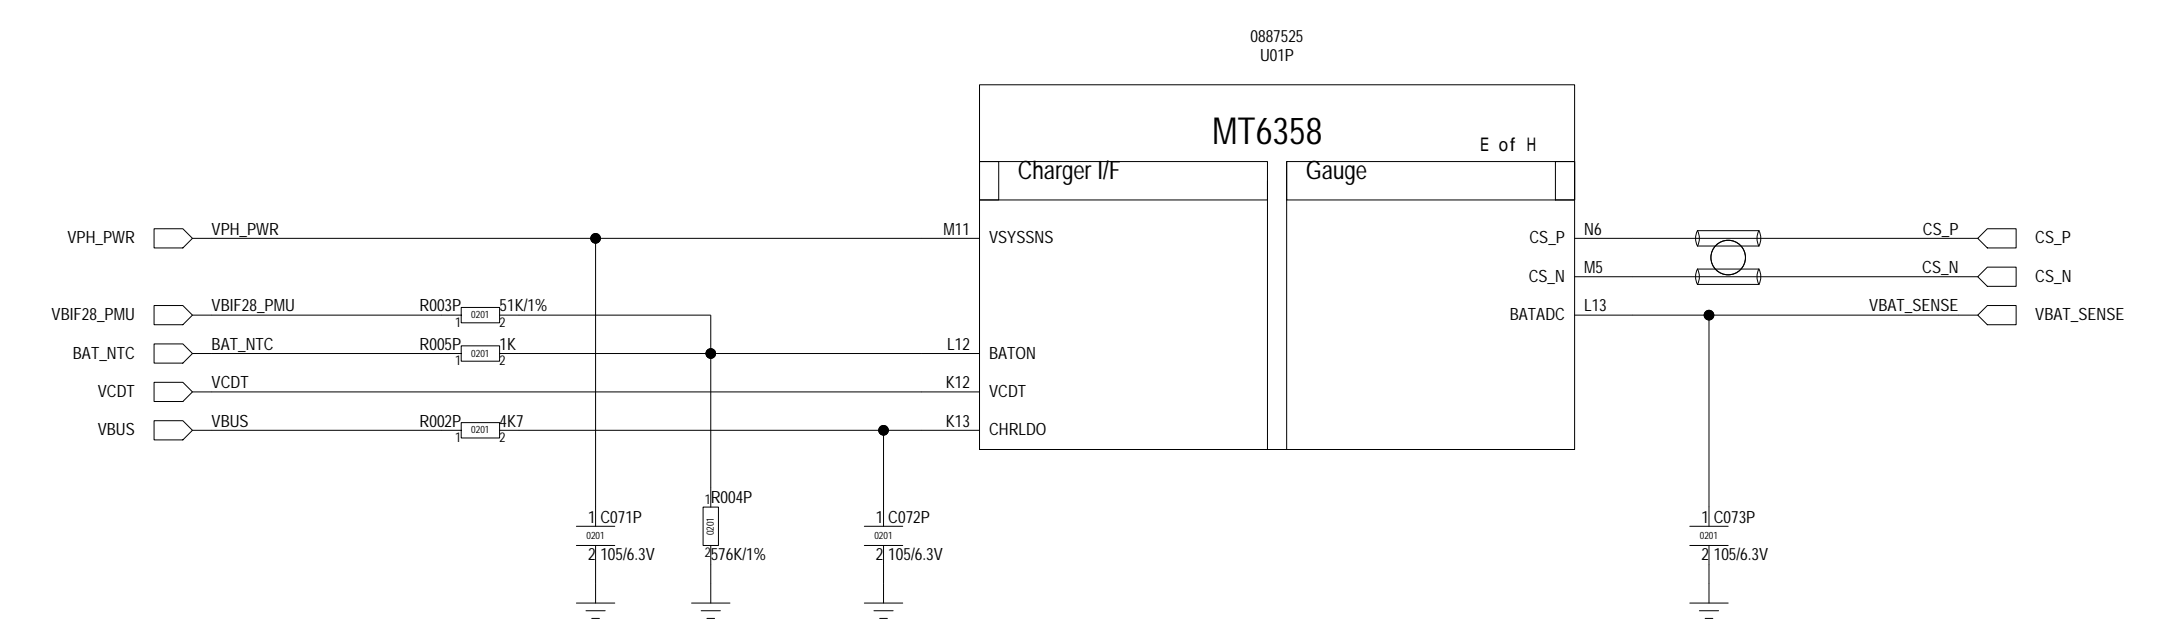 0887525
U01P
MT6358
E of H
Charger I/F
Gauge
VPH_PWR
VPH_PWR
M11
VSYSSNS
CS_P
N6
CS_P
CS_P
CS_N
M5
CS_N
CS_N
VBIF28_PMU
VBIF28_PMU
R003P
1
0201
51K/1%
2
BATADC
L13
VBAT_SENSE
VBAT_SENSE
BAT_NTC
BAT_NTC
R005P
1
0201
1K
2
L12
BATON
VCDT
VCDT
K12
VCDT
VBUS
VBUS
R002P
1
0201
4K7
2
K13
CHRLDO
1
C071P
0201
2
105/6.3V
1
R004P
0201
2
576K/1%
1
C072P
0201
2
105/6.3V
1
C073P
0201
2
105/6.3V